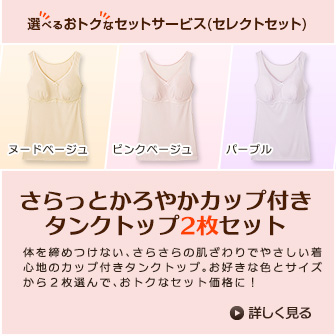 選べるおトクなセットサービス(セレクトセット)
ヌードベージュ ピンクベージュ パープル
さらっとかろやかカップ付き
タンクトップ2枚セット
体を締めつけない、さらさらの肌ざわりでやさしい着
心地のカップ付きタンクトップ。お好きな色とサイズ
から２枚選んで、おトクなセット価格に！
詳しく見る